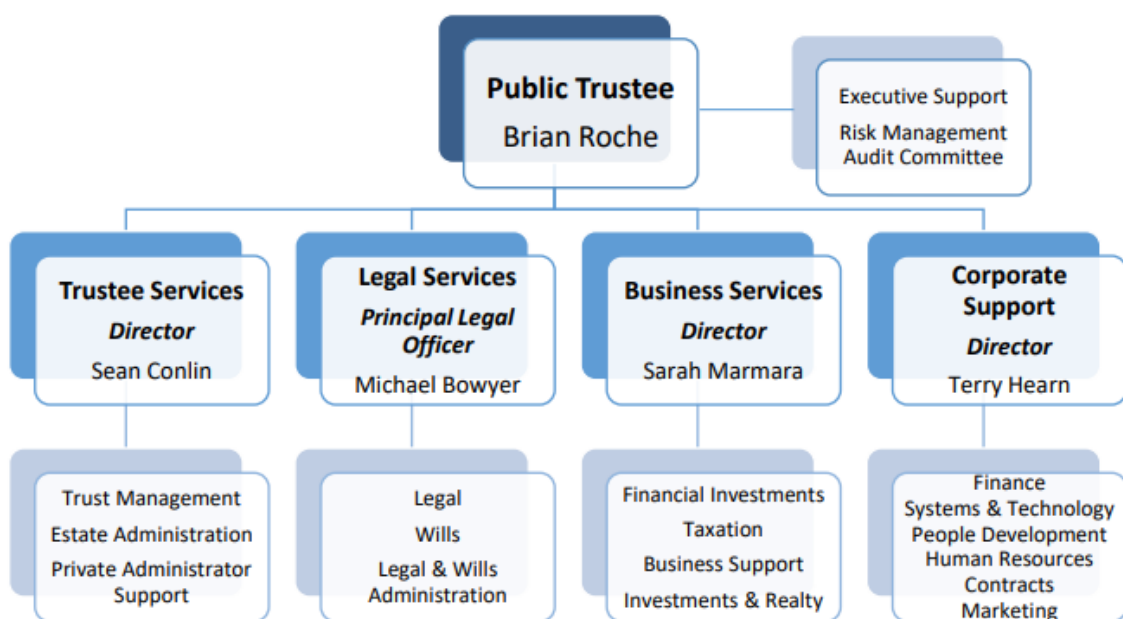 Public Trustee
Brian Roche
Executive Support
Risk Management
Audit Committee
Trustee Services
Director
Sean Conlin
Legal Services
Principal Legal
Officer
Michael Bowyer
Business Services
Director
Sarah Marmara
Corporate
Support
Director
Terry Hearn
Trust Management
Estate Administration
Private Administrator
Support
Legal
Wills
Legal & Wills
Administration
Financial Investments
Taxation
Business Support
Investments & Realty
Finance
Systems & Technology
People Development
Human Resources
Contracts
Marketing